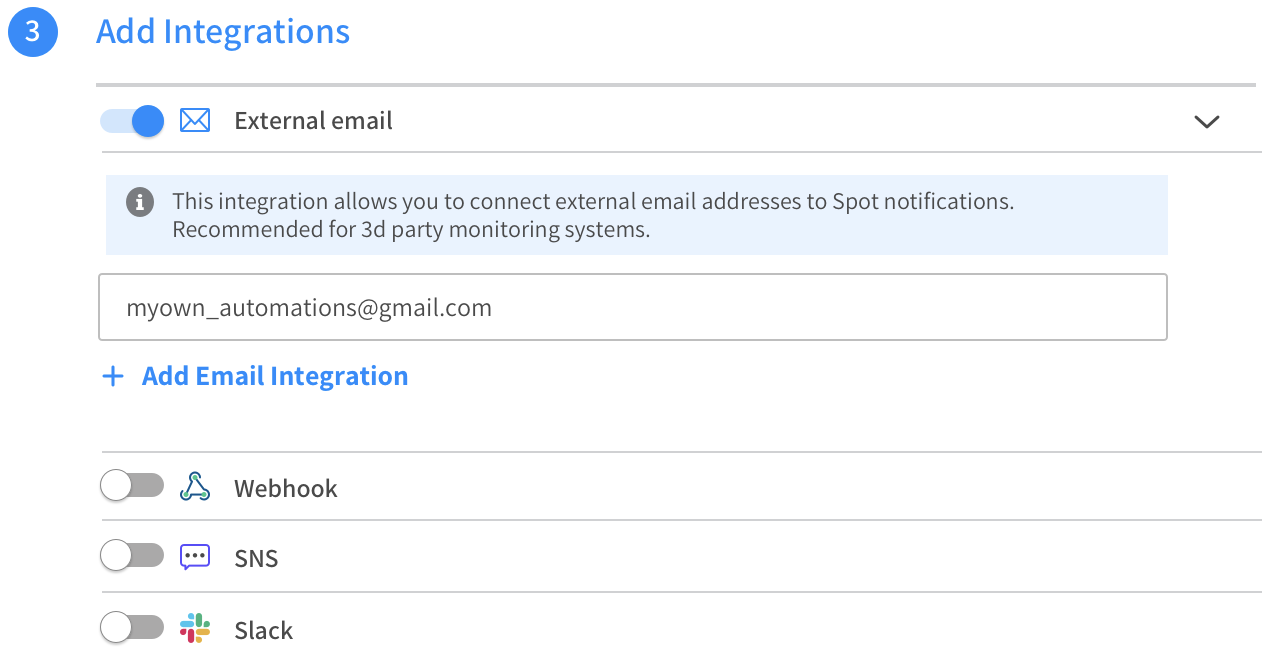 3 Add Integrations
External email
This integration allows you to connect external email addresses to Spot notifications.
Recommended for 3d party monitoring systems.
myown_automations@gmail.com
+ Add Email Integration
Webhook
SNS
Slack